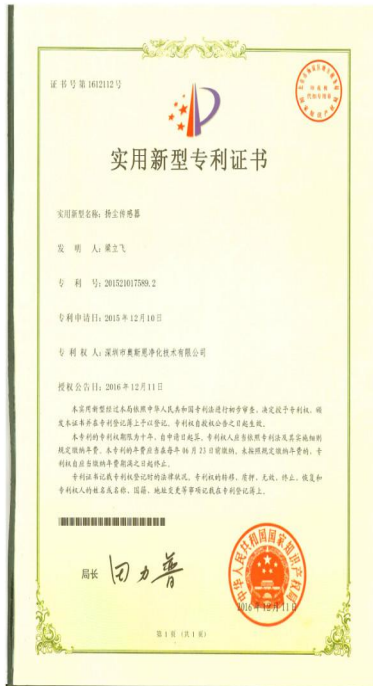 证书号第1612112号
实用新型专利证书
实用新型名称：扬尘传感器
发 明 人：梁立飞
专 利 号：201521017589.2
专利申请日：2015年12月10日
专 利 权 人：深圳市奥斯恩净化技术有限公司
授权公告日：2016年12月11日
本实用新型经过本局依照中华人民共和国专利法进行初步审查，决定授予专利权，颁
发本证书并在专利登记簿上予以登记。专利权自授权公告之日起生效。
本专利的专利权期限为十年，自申请日起算。专利权人应当依照专利法及其实施细则
规定缴纳年费。本专利的年费应当在每年06月23日前缴纳。未按照规定缴纳年费的，专
利权自应当缴纳年费期满之日起终止。
专利证书记载专利权登记时的法律状况。专利权的转移、质押、无效、终止、恢复和
专利权人的姓名或名称、国籍、地址变更等事项记载在专利登记簿上。
局长
田力普
中华人民共和国国家知识产权局
2016年12月11日
第1页（共1页）